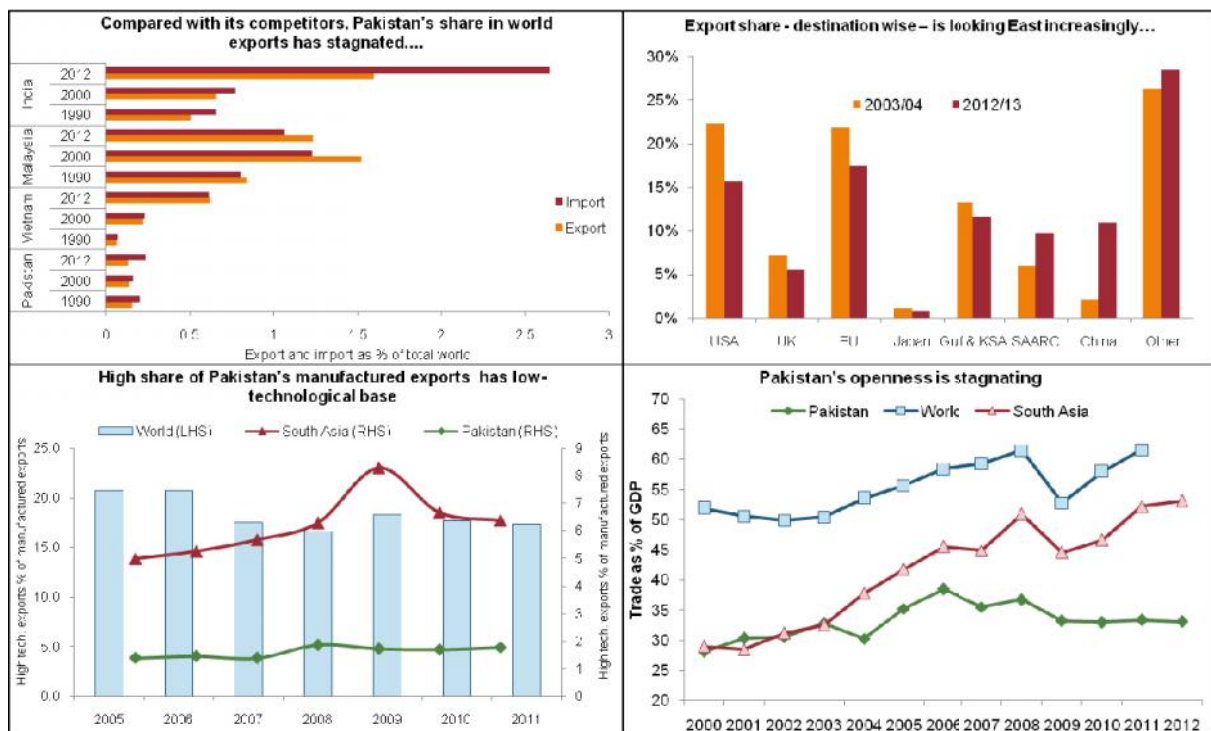 Compared with its competitors, Pakistan's share in world
exports has stagnated....
India
2012
2000
1990
Malaysia
2012
2000
1990
Vietnam
2012
2000
1990
Pakistan
2012
2000
1990
Import
Export
0
0.5
1
1.5
2
2.5
3
Export and import as % of total world
Export share - destination wise – is looking East increasingly...
30%
25%
20%
15%
10%
5%
0%
2003/04
2012/13
USA
UK
EU
Japan
Gulf & KSA
SAARC
China
Other
High share of Pakistan's manufactured exports has low-
technological base
World (LHS)
South Asia (RHS)
Pakistan (RHS)
High tech. exports % of manufactured exports
25.0
20.0
15.0
10.0
5.0
0.0
9
8
7
6
5
4
3
2
1
0
High tech. exports % of manufactured exports
2005
2006
2007
2008
2009
2010
2011
Pakistan's openness is stagnating
Pakistan
World
South Asia
Trade as % of GDP
70
65
60
55
50
45
40
35
30
25
20
2000 2001 2002 2003 2004 2005 2006 2007 2008 2009 2010 2011 2012